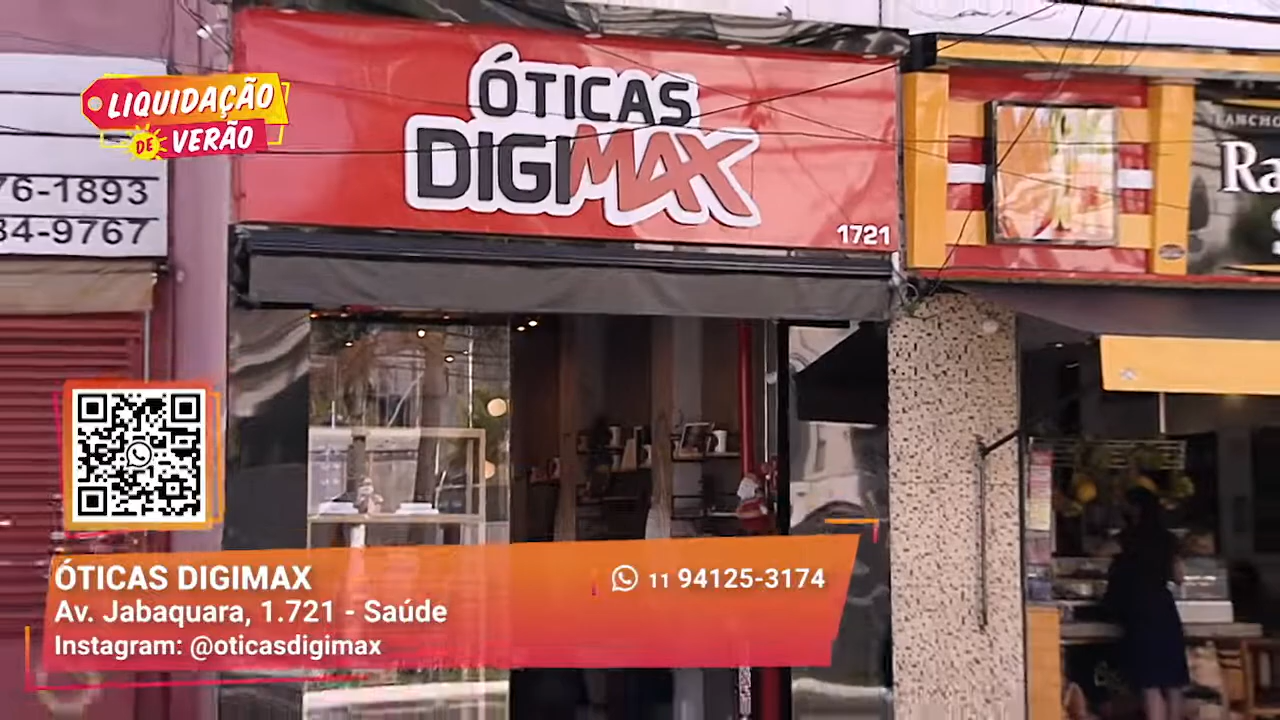 LIQUIDAÇÃO
DE VERÃO
ÓTICAS
DIGIMAX
1721
76-1893
34-9767
Ra
ÓTICAS DIGIMAX
11 94125-3174
Av. Jabaquara, 1.721 - Saúde
Instagram: @oticasdigimax